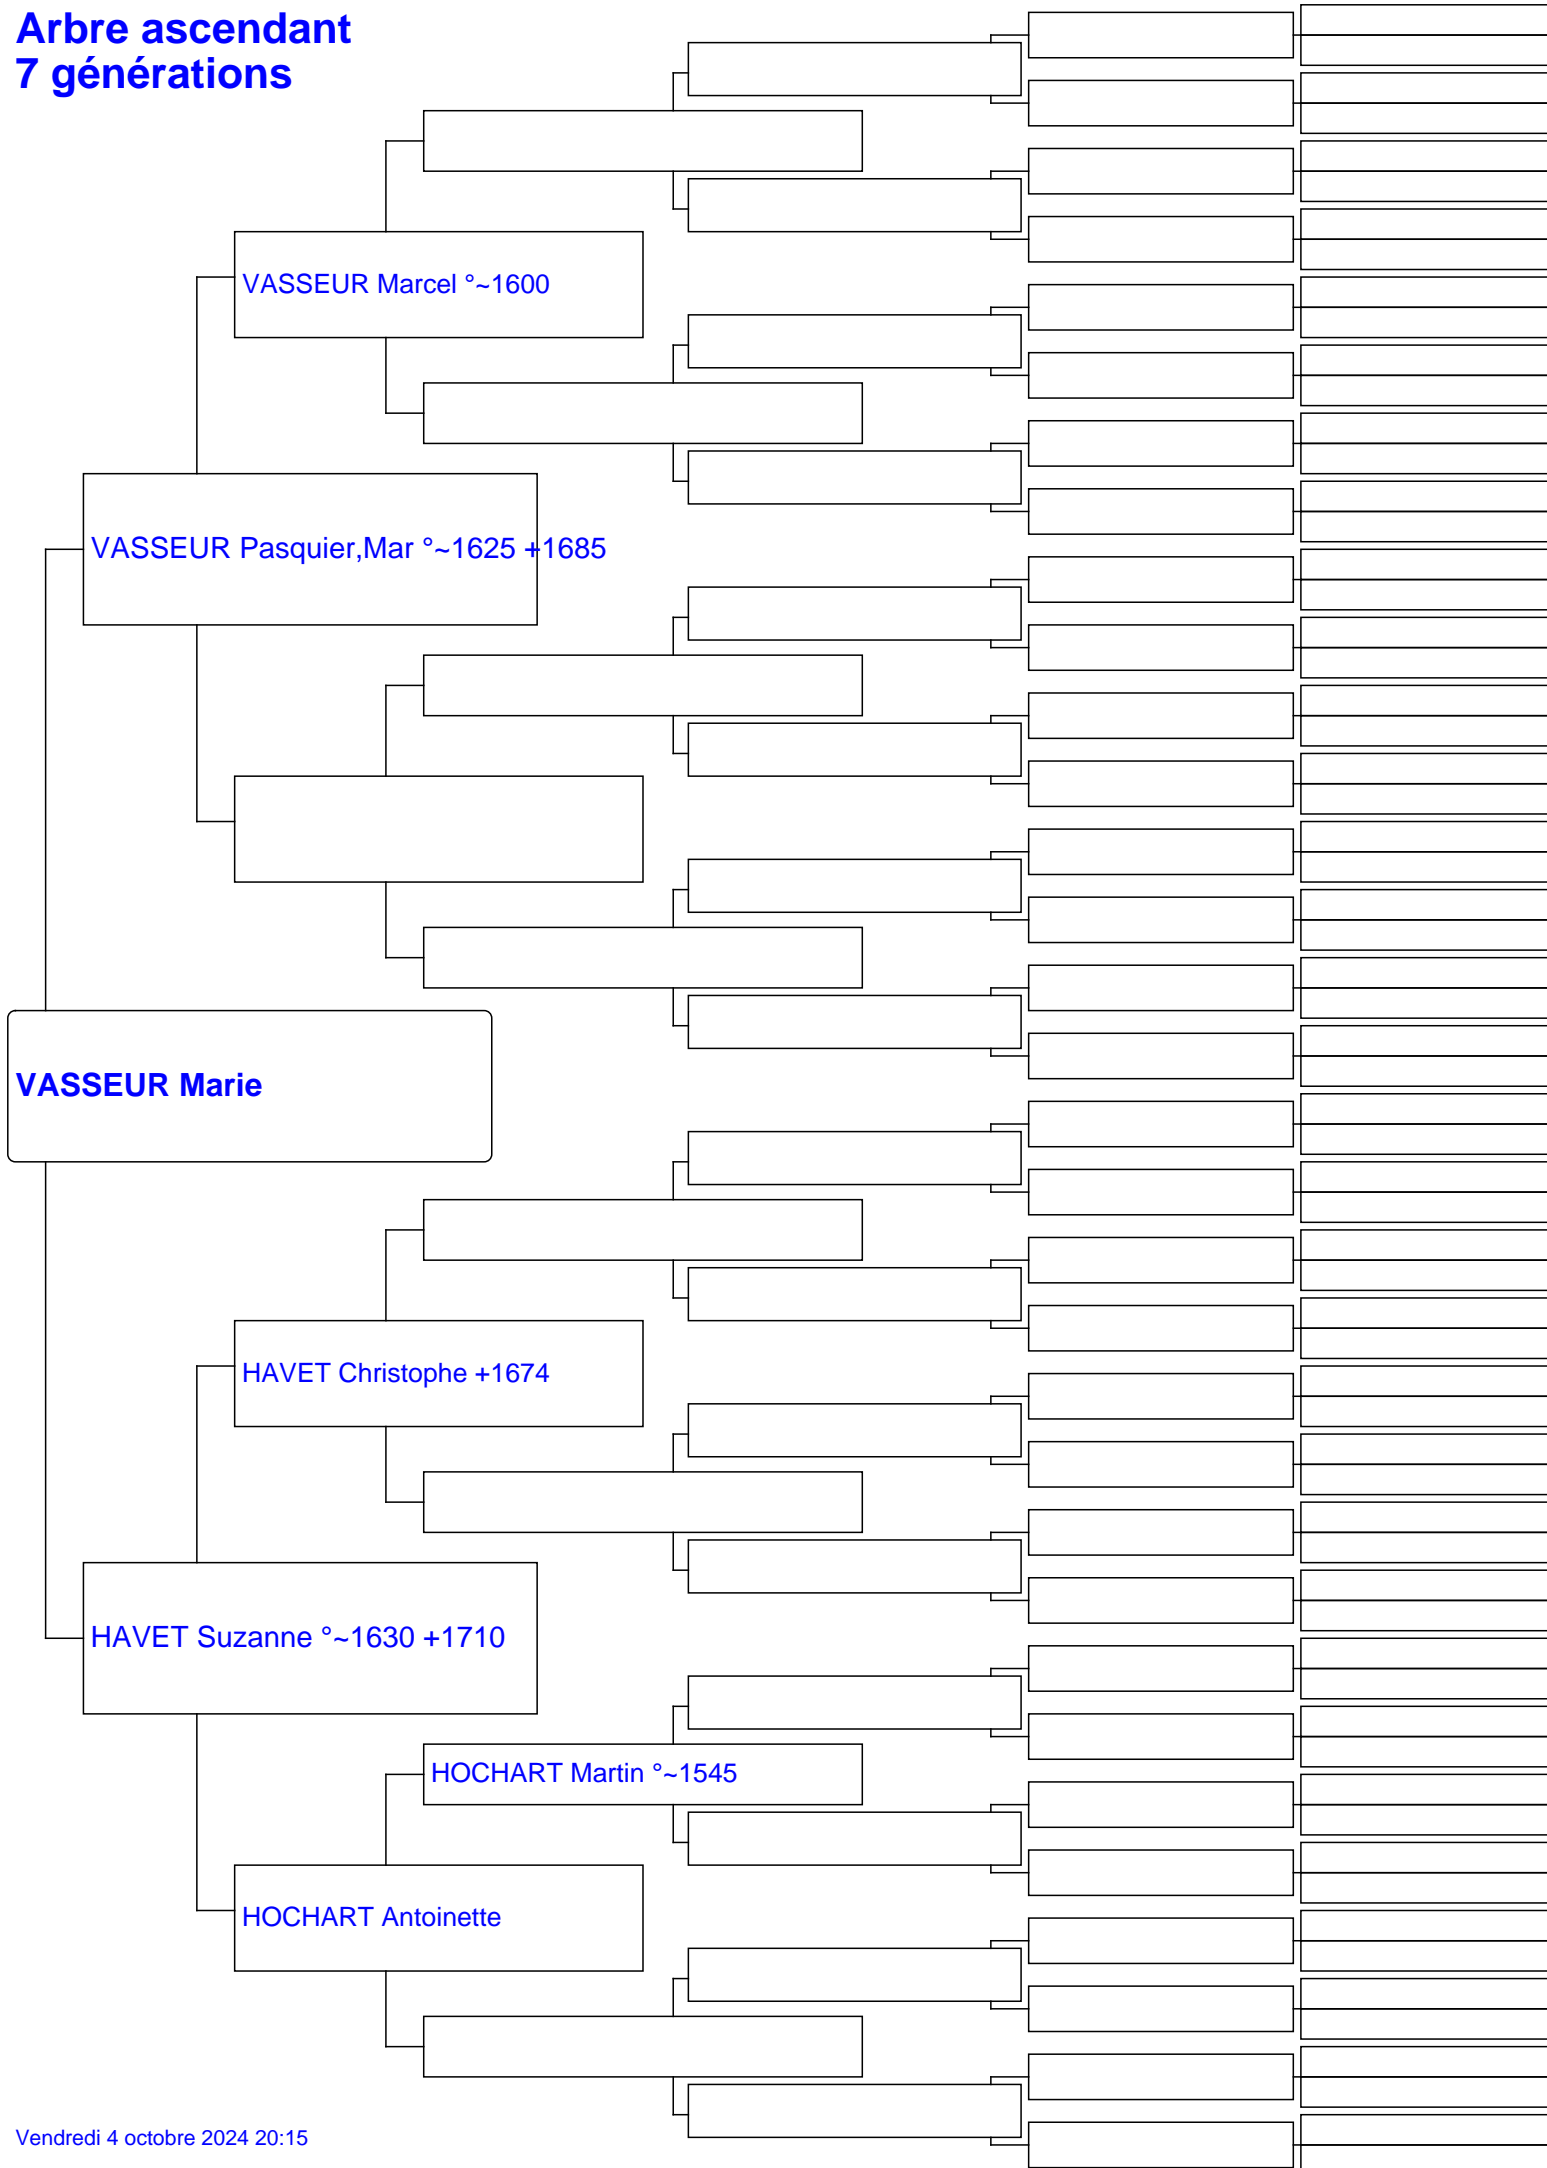 Arbre ascendant
7 générations
VASSEUR Marcel °~1600
VASSEUR Pasquier,Mar °~1625 +1685
VASSEUR Marie
HAVET Christophe +1674
HAVET Suzanne °~1630 +1710
HOCHART Martin °~1545
HOCHART Antoinette
Vendredi 4 octobre 2024 20:15